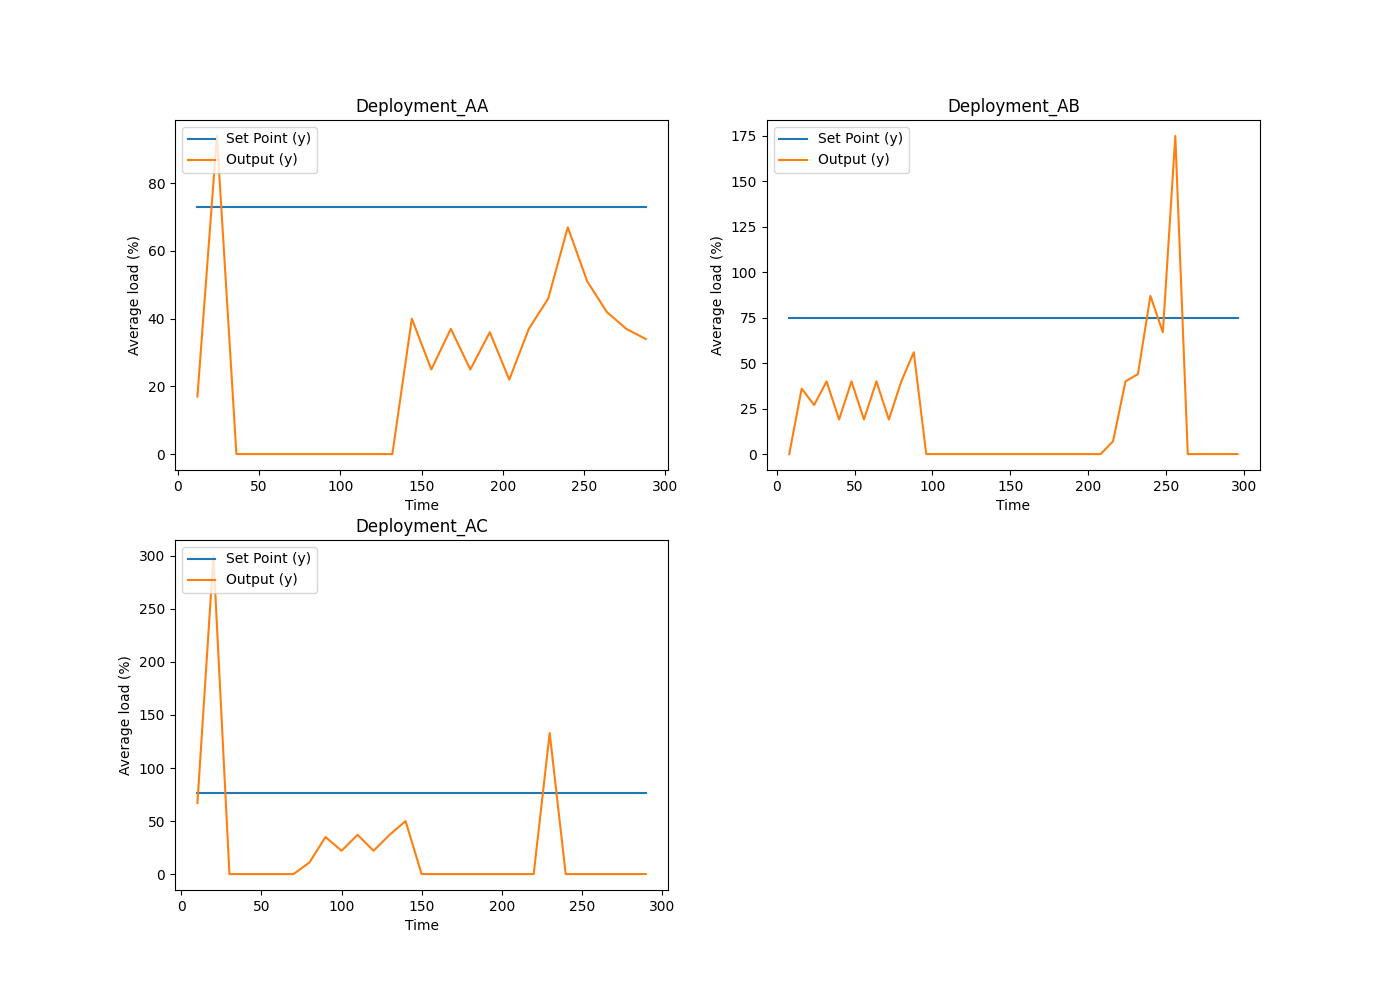 Deployment_AA
Set Point (y)
Output (y)
80
60
40
20
0
Average load (%)
0 50 100 150 200 250 300
Time
Deployment_AB
Set Point (y)
Output (y)
175
150
125
100
75
50
25
0
Average load (%)
0 50 100 150 200 250 300
Time
Deployment_AC
Set Point (y)
Output (y)
300
250
200
150
100
50
0
Average load (%)
0 50 100 150 200 250 300
Time